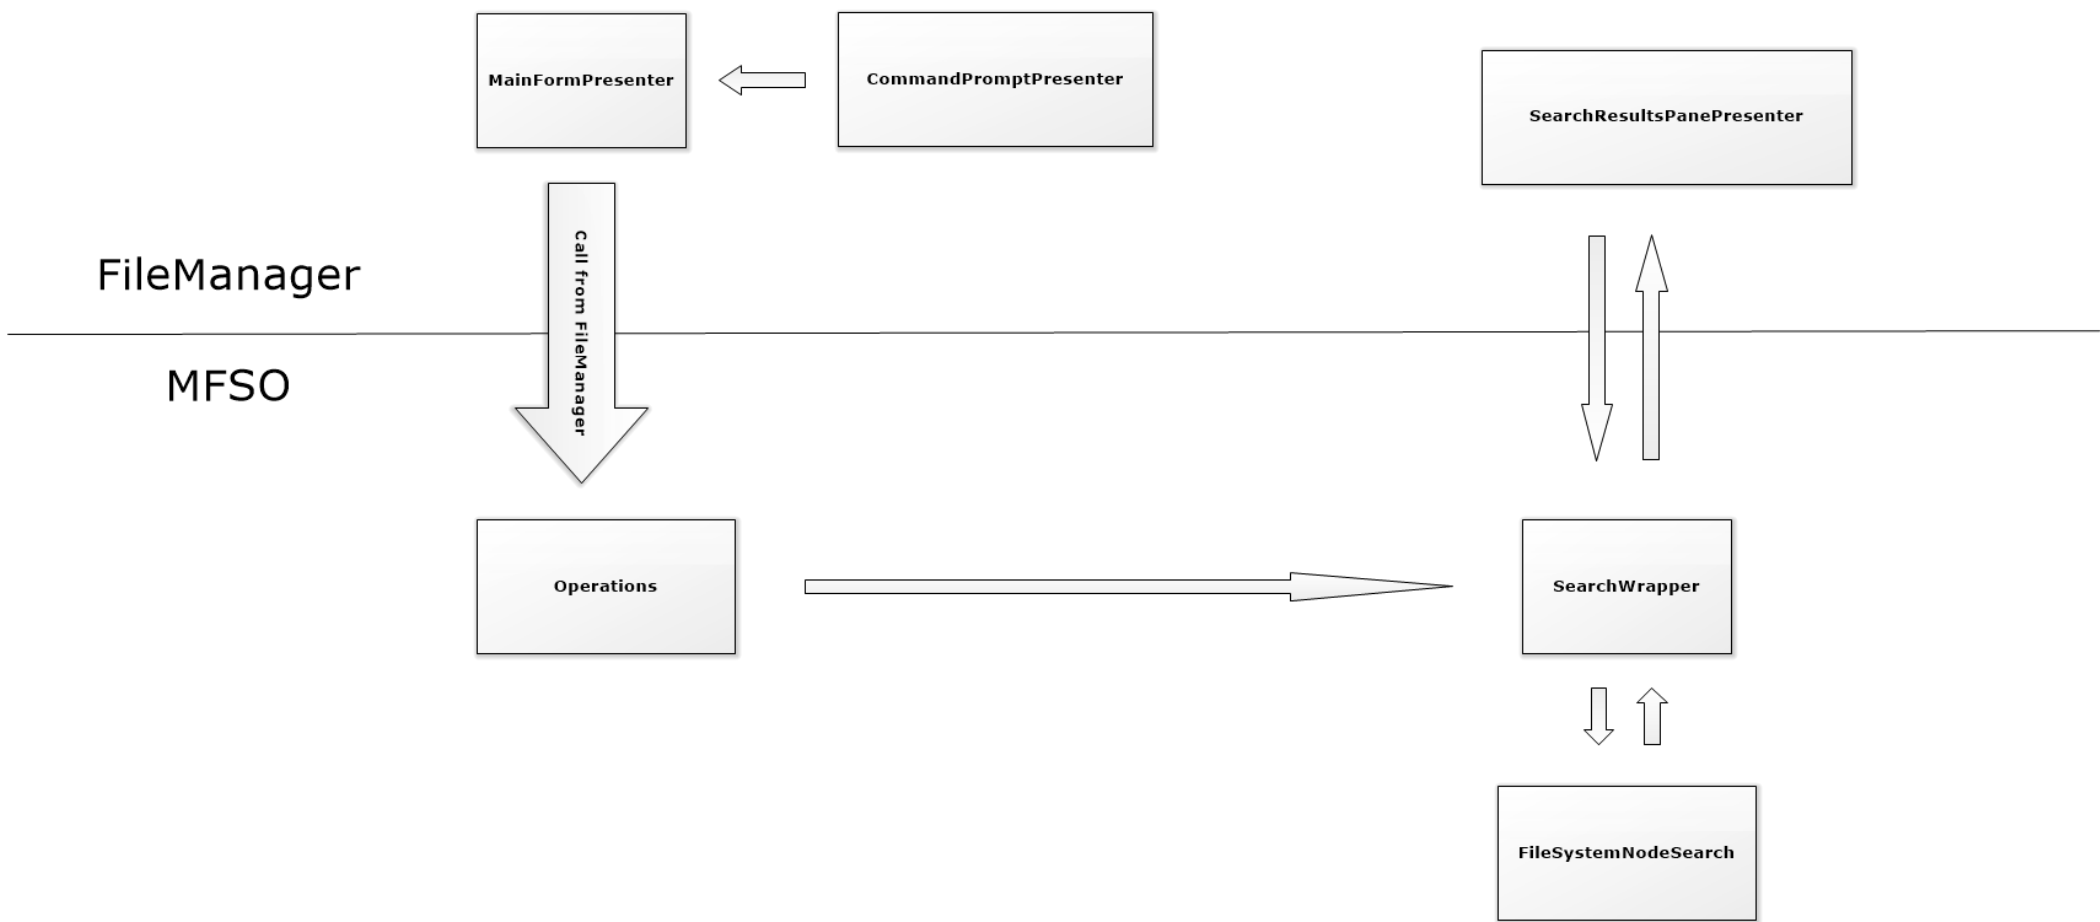 MainFormPresenter
CommandPromptPresenter
SearchResultsPanePresenter
Call from FileManager
FileManager
MFSO
Operations
SearchWrapper
FileSystemNodeSearch